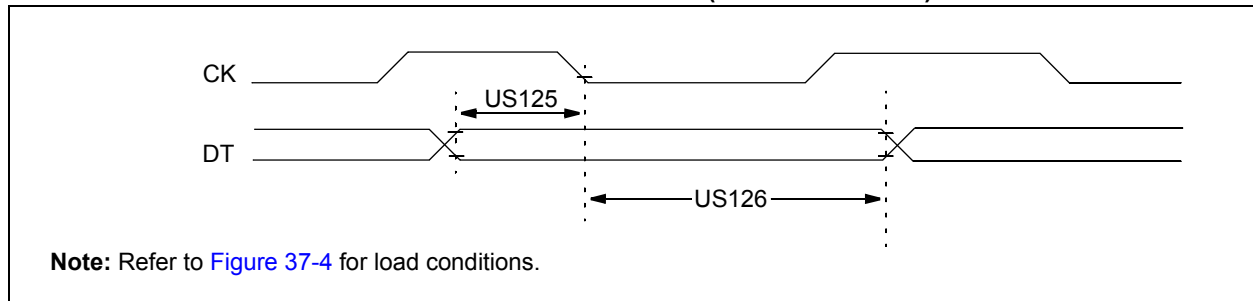 CK
US125
DT
US126
Note: Refer to Figure 37-4 for load conditions.